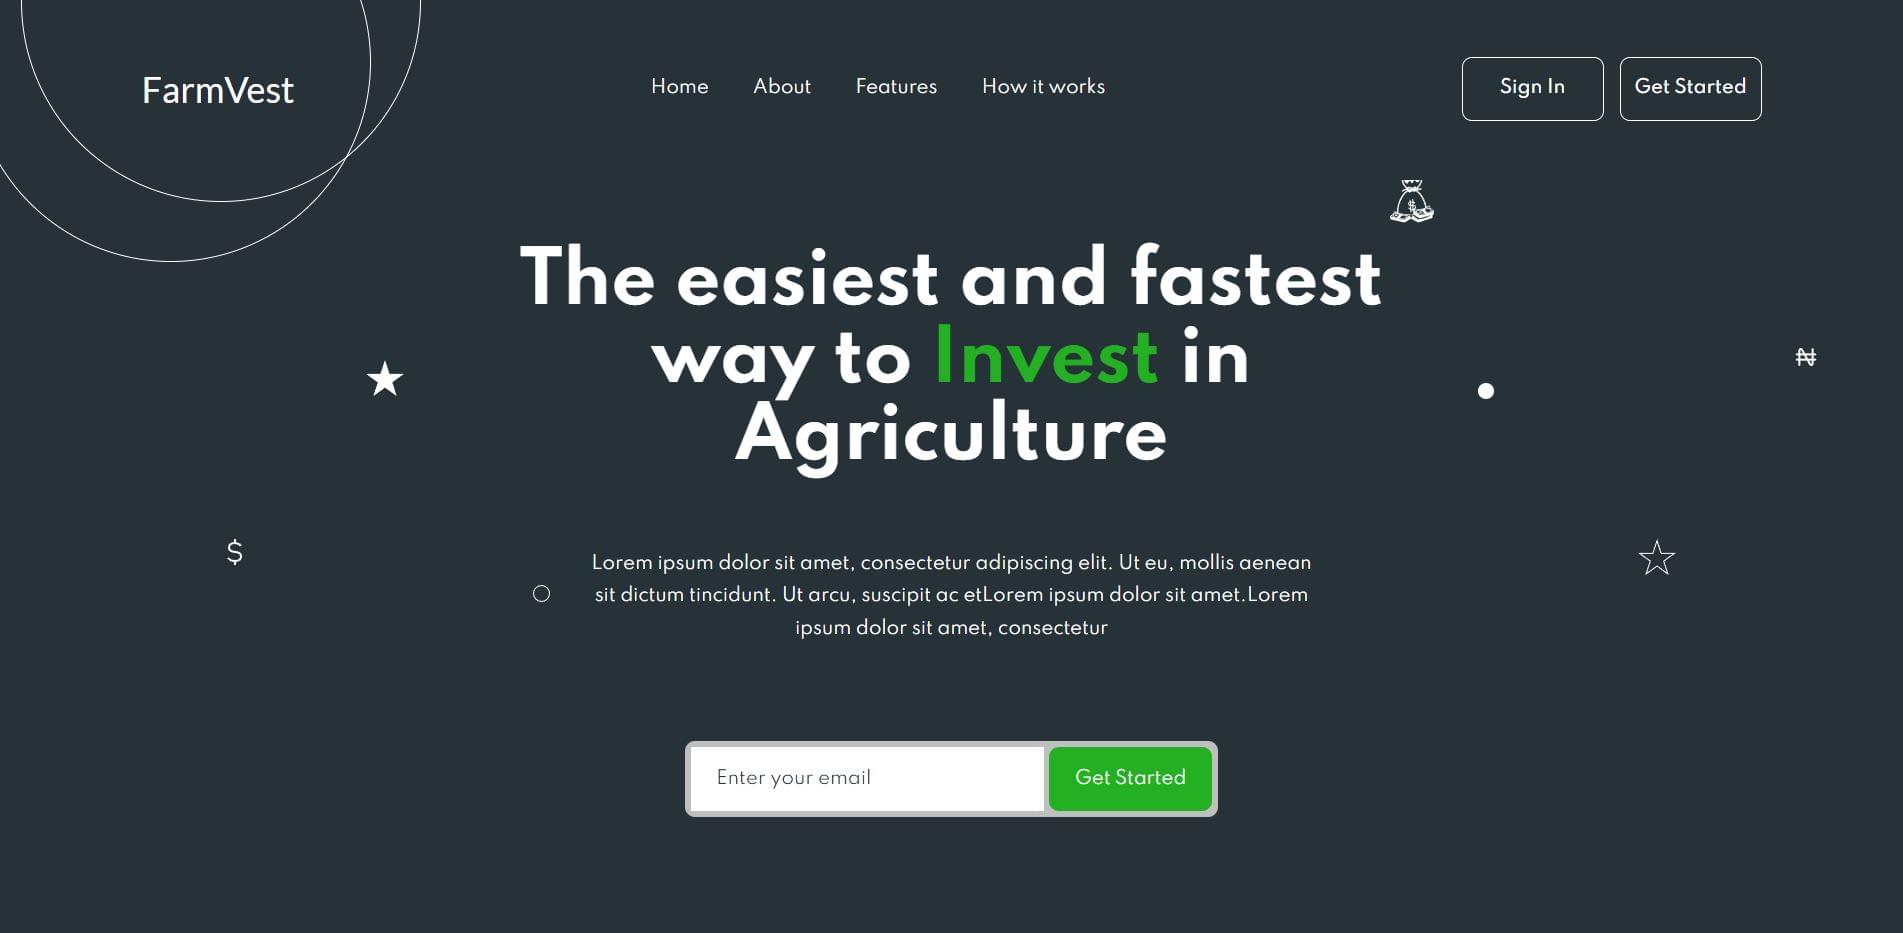 FarmVest
Home About Features How it works
Sign In Get Started
$
The easiest and fastest
way to Invest in
Agriculture
₦
$
Lorem ipsum dolor sit amet, consectetur adipiscing elit. Ut eu, mollis aenean
sit dictum tincidunt. Ut arcu, suscipit ac etLorem ipsum dolor sit amet.Lorem
ipsum dolor sit amet, consectetur
Enter your email Get Started